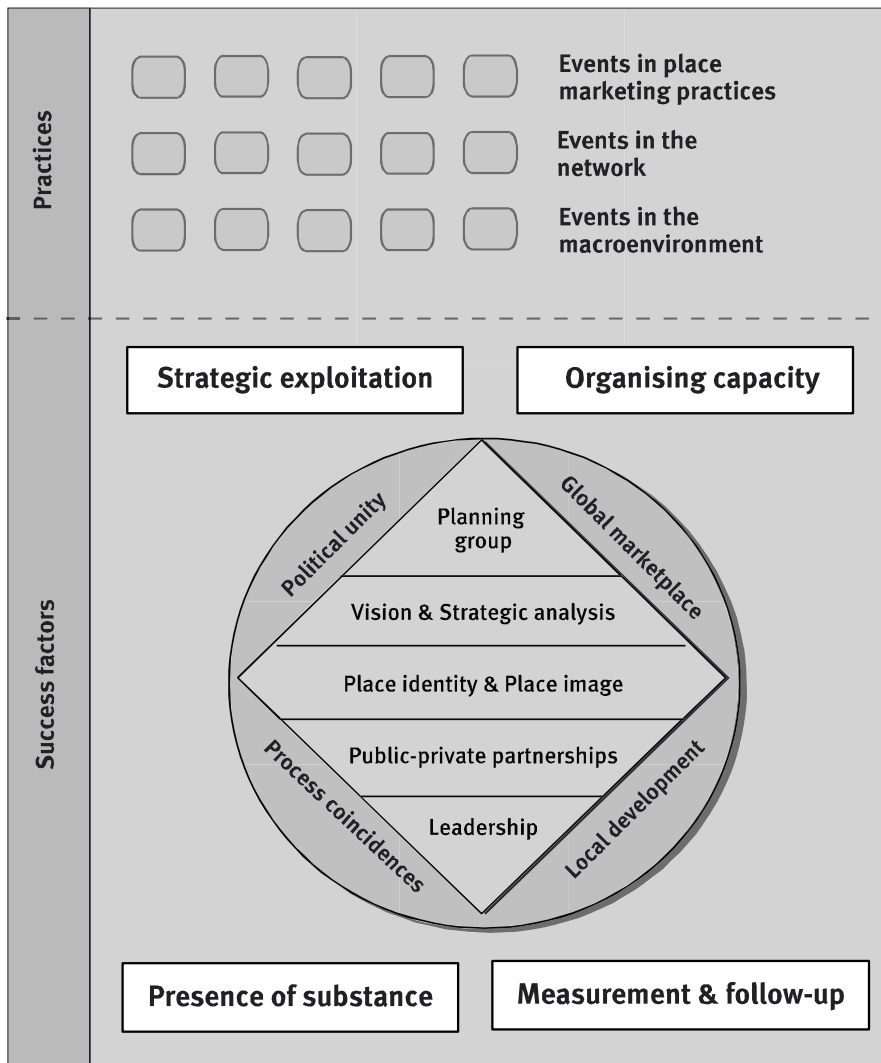 Practices
Events in place
marketing practices
Events in the
network
Events in the
macroenvironment
Success factors
Strategic exploitation
Organising capacity
Political unity
Global marketplace
Planning
group
Vision & Strategic analysis
Place identity & Place image
Public-private partnerships
Leadership
Process coincidences
Local development
Presence of substance
Measurement & follow-up